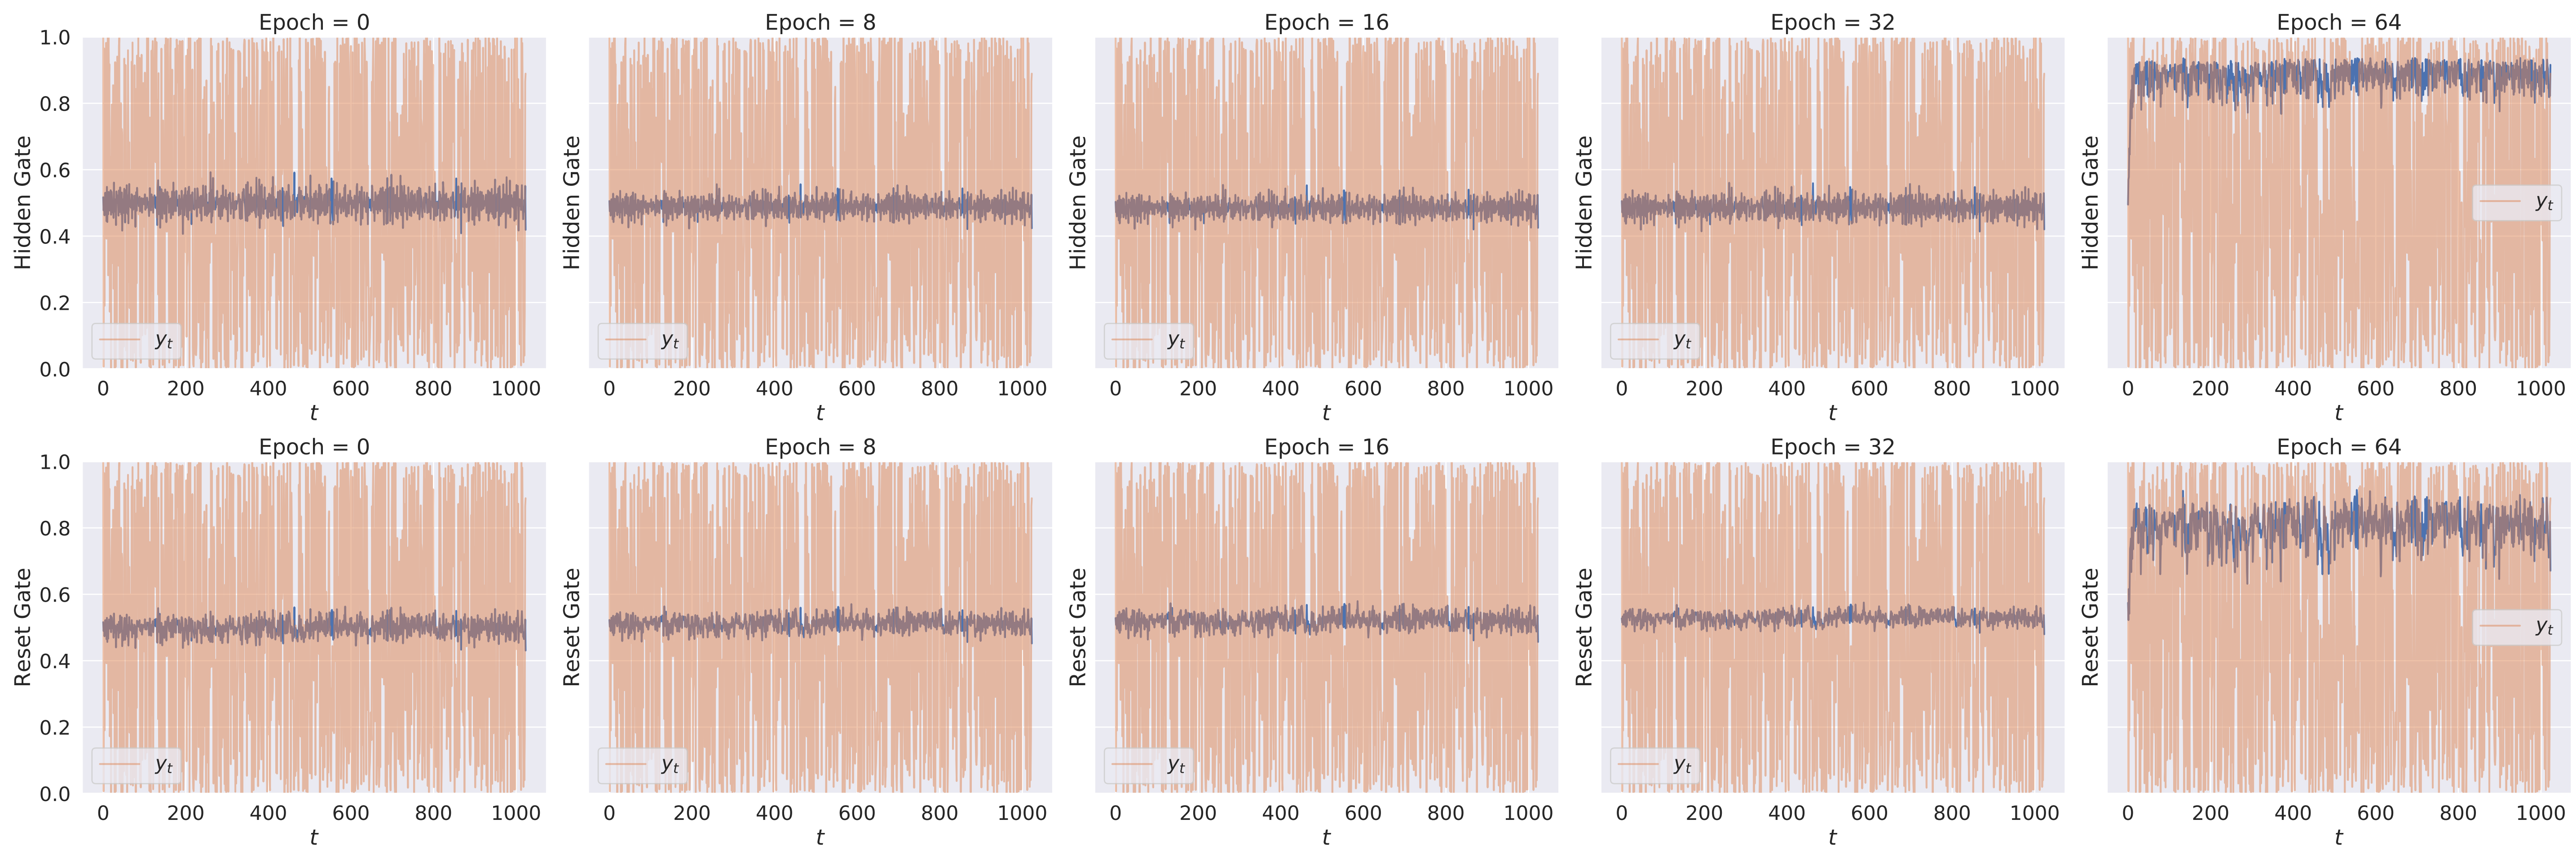 Epoch = 0 Epoch = 8 Epoch = 16 Epoch = 32 Epoch = 64
1.0
0.8
0.6
0.4
0.2
0.0
Hidden Gate Hidden Gate Hidden Gate Hidden Gate Hidden Gate
y_t y_t y_t y_t y_t
0 200 400 600 800 1000 0 200 400 600 800 1000 0 200 400 600 800 1000 0 200 400 600 800 1000 0 200 400 600 800 1000
t t t t t
Epoch = 0 Epoch = 8 Epoch = 16 Epoch = 32 Epoch = 64
1.0
0.8
0.6
0.4
0.2
0.0
Reset Gate Reset Gate Reset Gate Reset Gate Reset Gate
y_t y_t y_t y_t y_t
0 200 400 600 800 1000 0 200 400 600 800 1000 0 200 400 600 800 1000 0 200 400 600 800 1000 0 200 400 600 800 1000
t t t t t